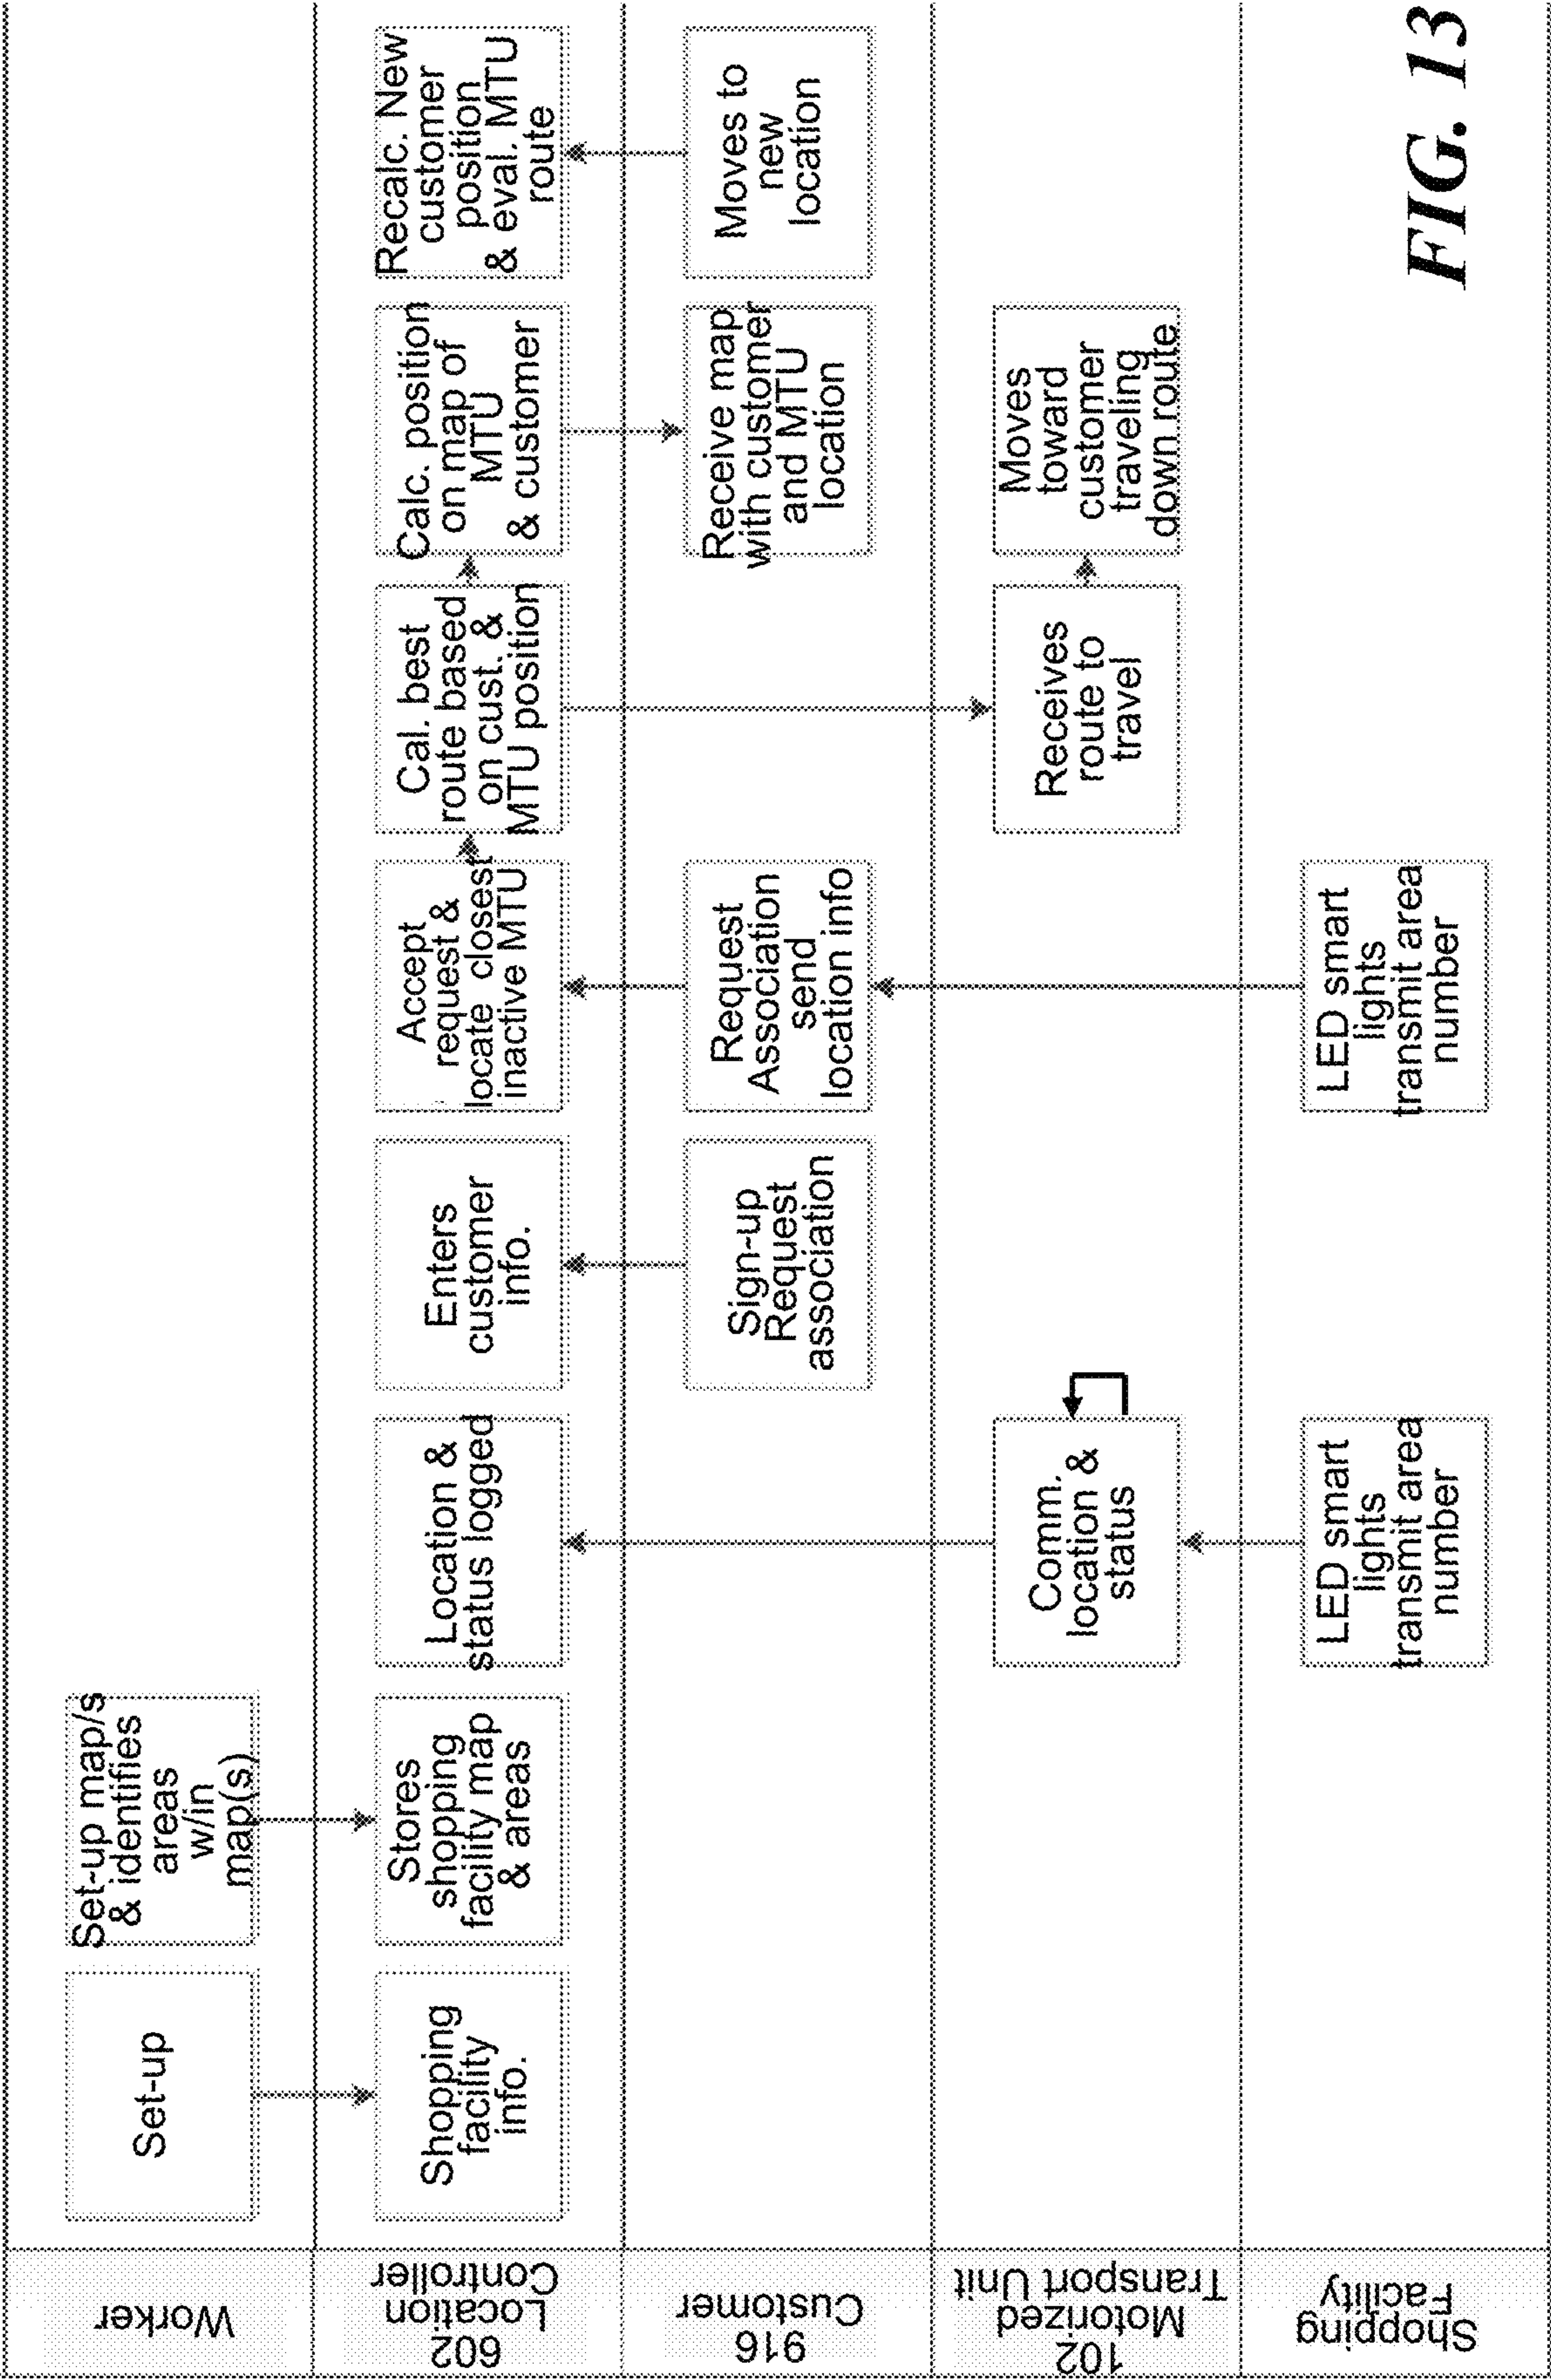 Worker
Set-up
Set-up map/s
& identifies
areas
w/in
map(s)
602
Location
Controller
Shopping
facility
info.
Stores
shopping
facility map
& areas
Location &
status logged
Enters
customer
info.
Accept
request &
locate closest
inactive MTU
Cal. best
route based
on cust. &
MTU position
Calc. position
on map of
MTU
& customer
Recalc. New
customer
position
& eval. MTU
route
916
Customer
Sign-up
Request
association
Request
Association
send
location info
Receive map
with customer
and MTU
location
Moves to
new
location
102
Motorized
Transport Unit
Comm.
location &
status
Receives
route to
travel
Moves
toward
customer
traveling
down route
Shopping
Facility
LED smart
lights
transmit area
number
LED smart
lights
transmit area
number
FIG. 13